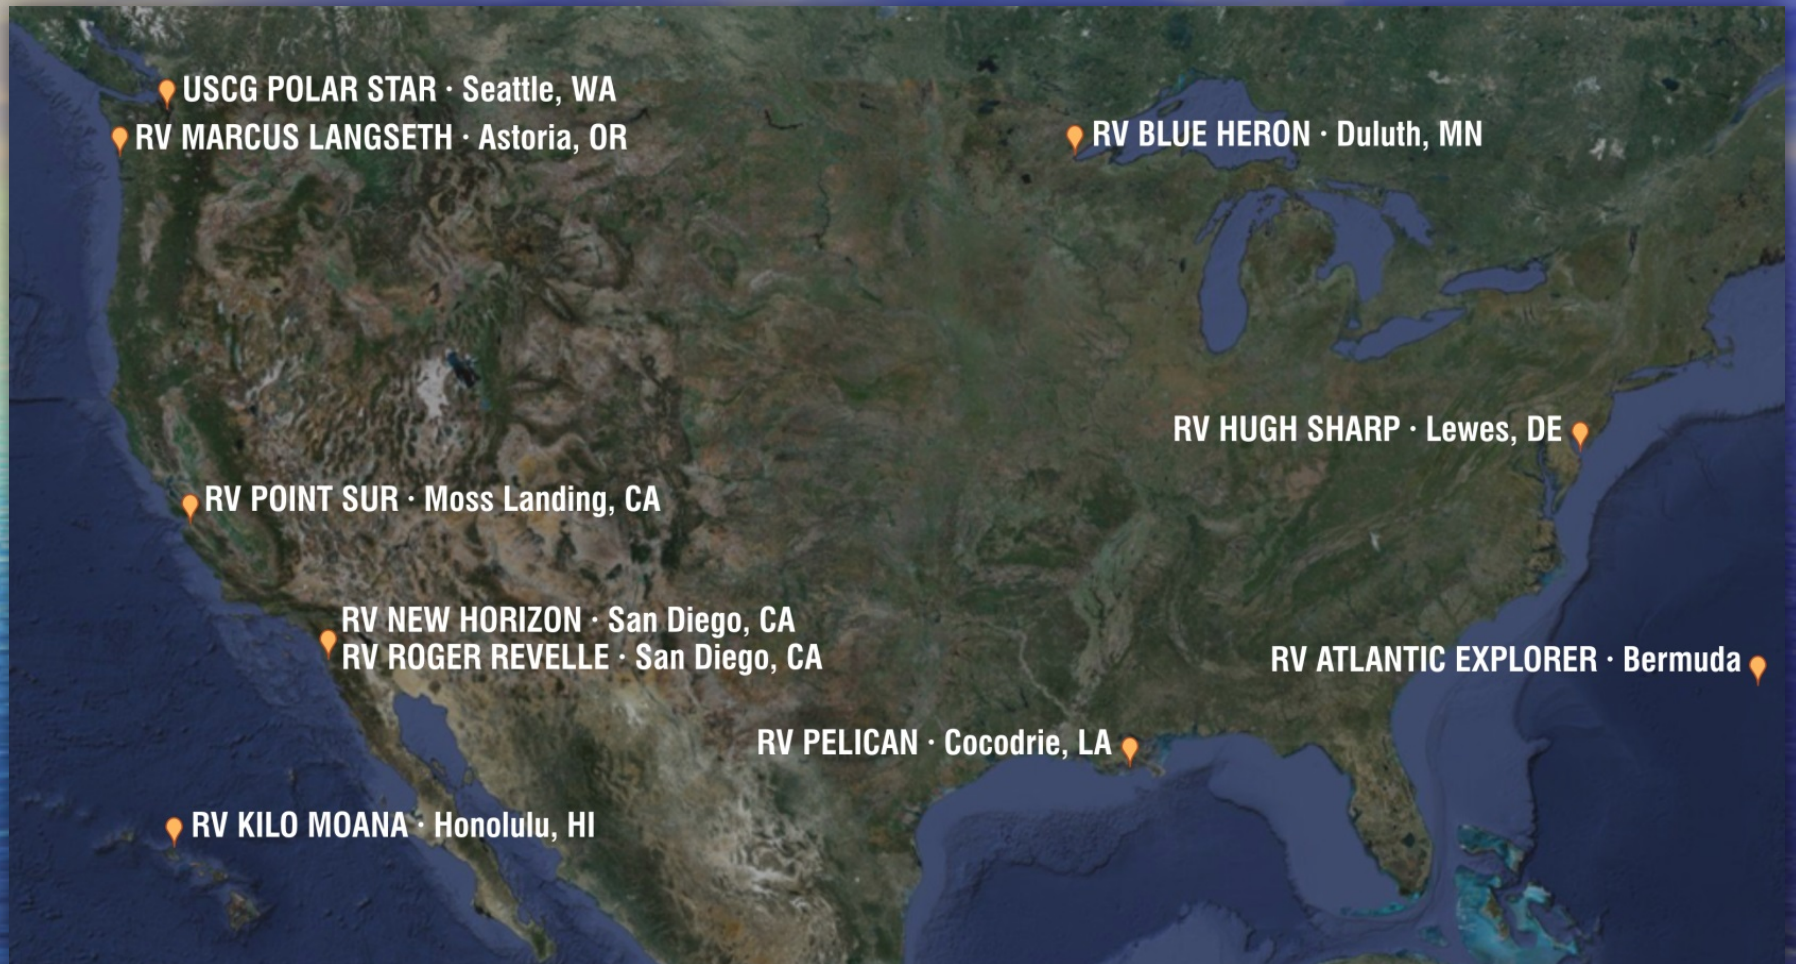 USCG POLAR STAR · Seattle, WA
RV MARCUS LANGSETH · Astoria, OR
RV BLUE HERON · Duluth, MN
RV HUGH SHARP · Lewes, DE
RV POINT SUR · Moss Landing, CA
RV NEW HORIZON · San Diego, CA
RV ROGER REVELLE · San Diego, CA
RV ATLANTIC EXPLORER · Bermuda
RV PELICAN · Cocodrie, LA
RV KILO MOANA · Honolulu, HI